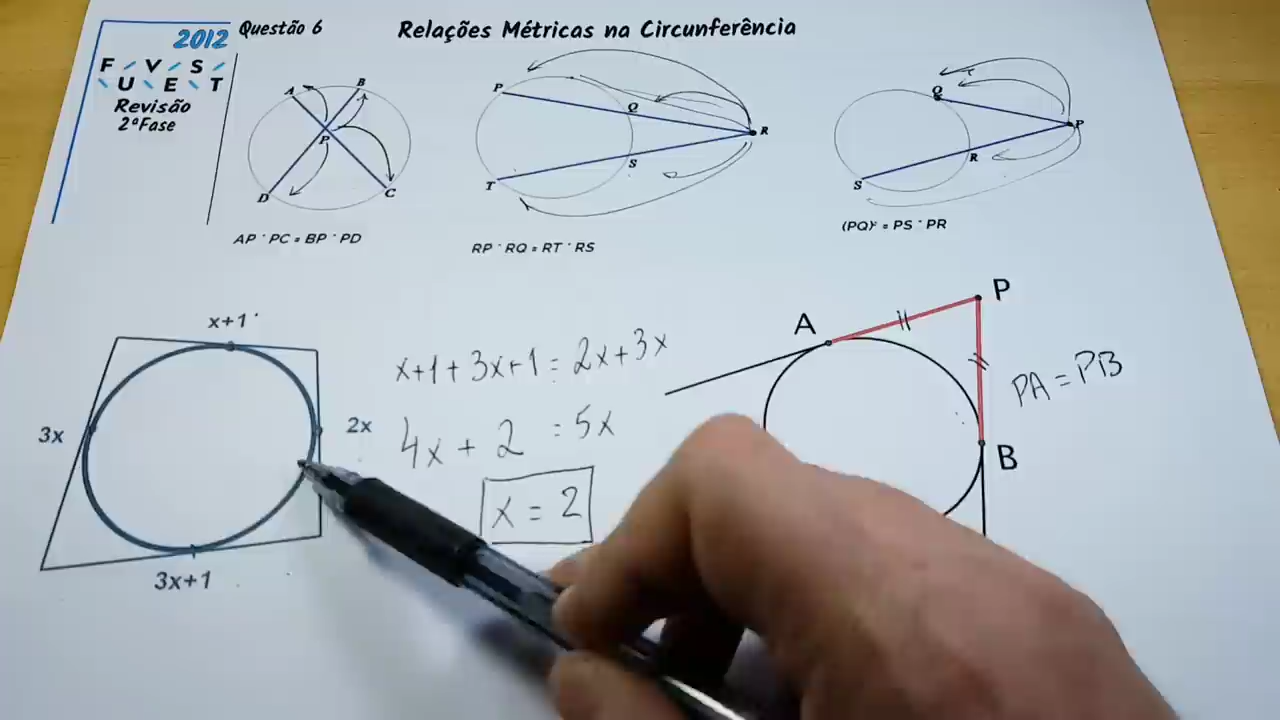 2012
F V S
U E T
Revisão
2ªFase
Questão 6
Relações Métricas na Circunferência
A
B
P
D
C
AP · PC = BP · PD
P
Q
R
T
S
RP · RQ = RT · RS
Q
P
R
S
(PQ)² = PS · PR
x+1
3x
2x
3x+1
x+1+3x+1=2x+3x
4x + 2 = 5x
x = 2
A
P
B
PA = PB